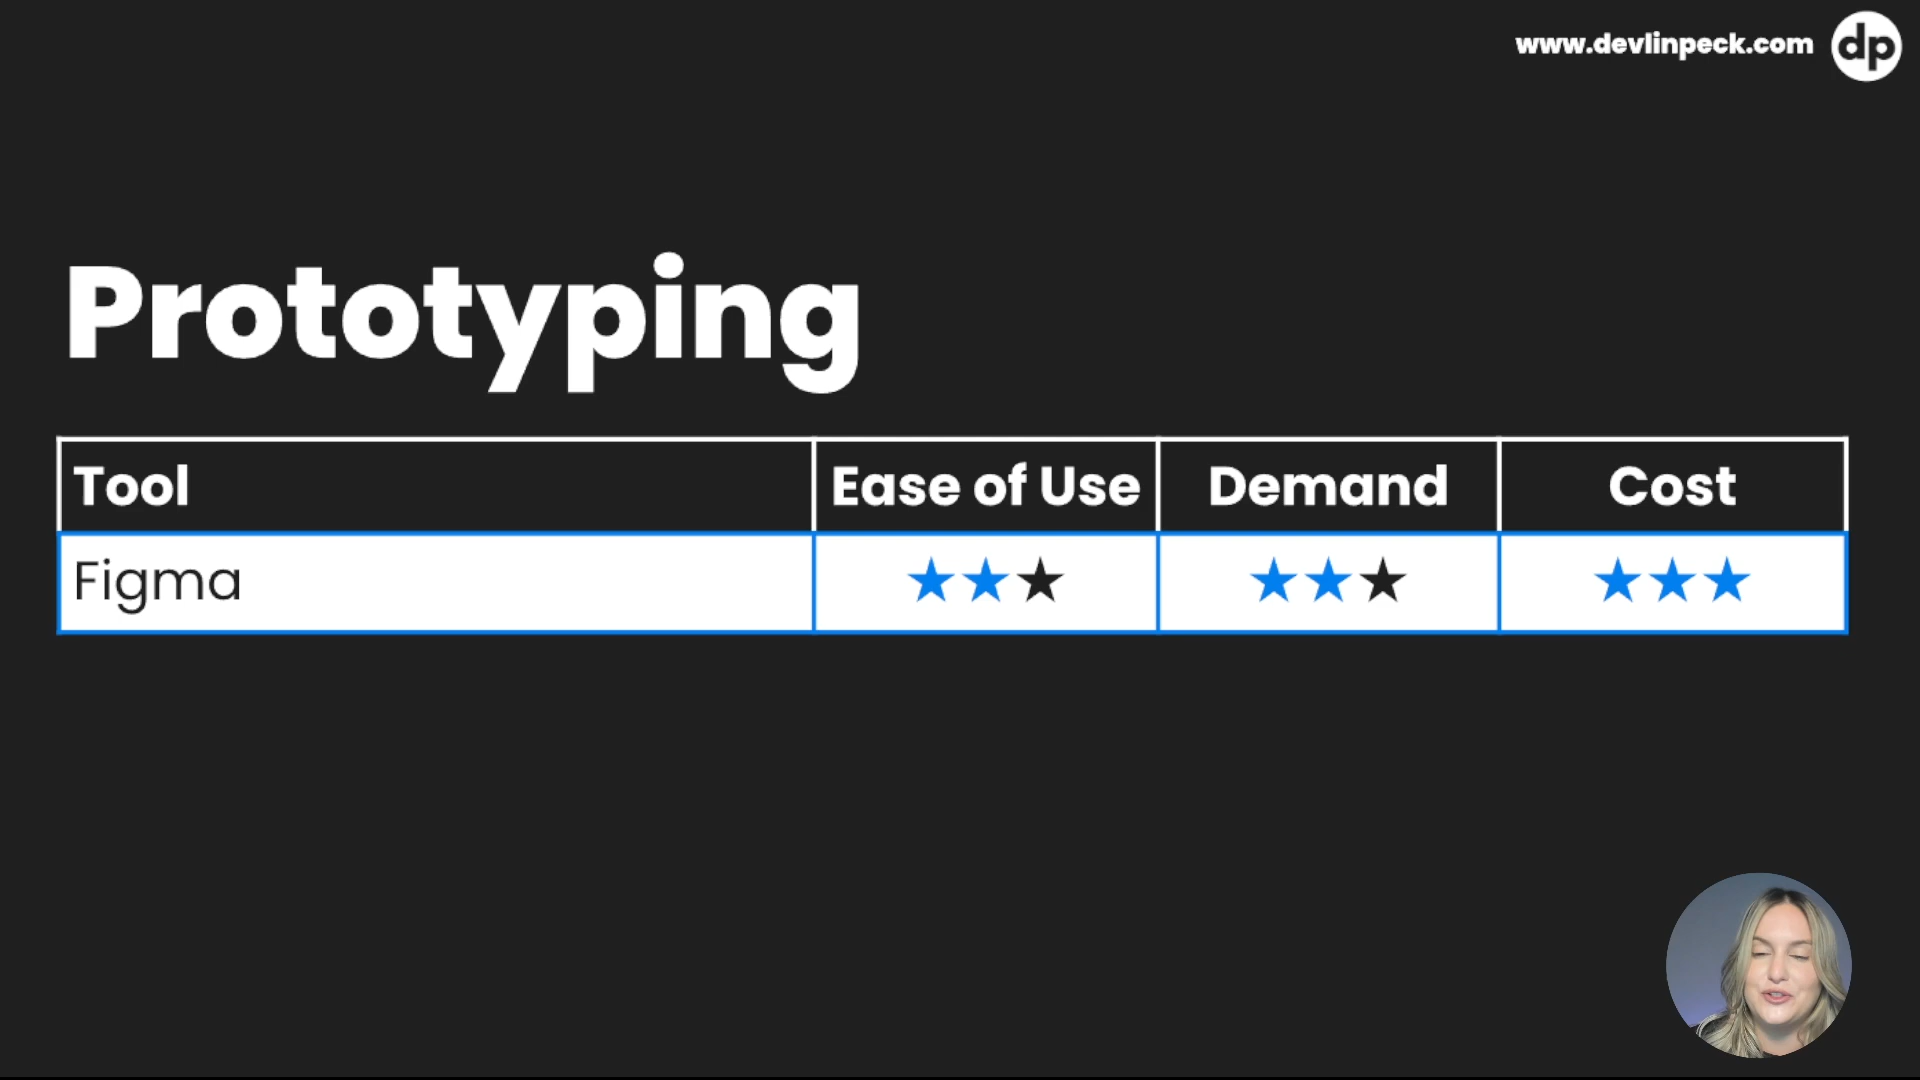 www.devlinpeck.com dp
Prototyping
Tool Ease of Use Demand Cost
Figma ★★★ ★★★ ★★★